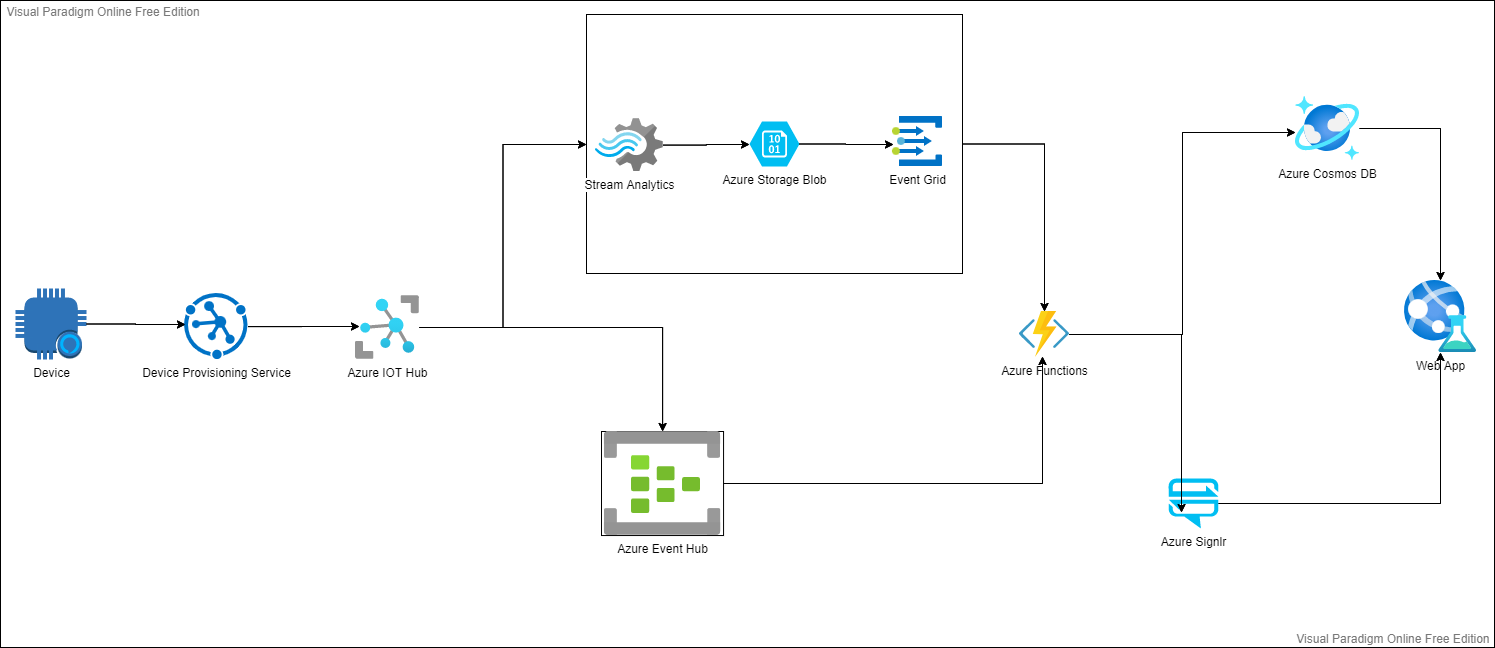 Visual Paradigm Online Free Edition
Stream Analytics
Azure Storage Blob
10
01
Event Grid
Azure Cosmos DB
Device
Device Provisioning Service
Azure IOT Hub
Azure Functions
Web App
Azure Event Hub
Azure Signlr
Visual Paradigm Online Free Edition